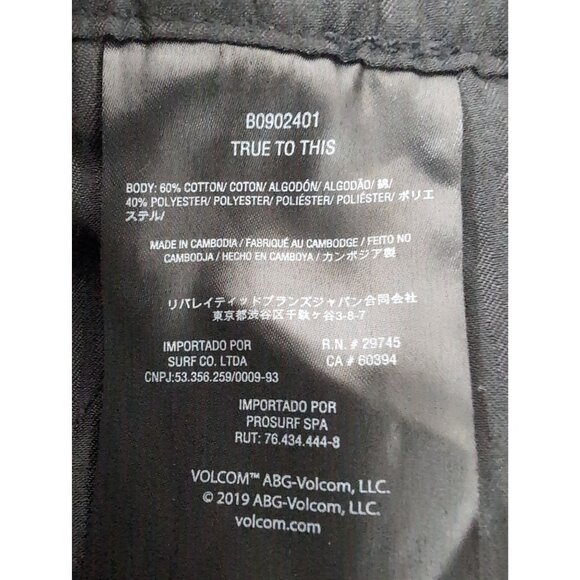 B0902401
TRUE TO THIS
BODY: 60% COTTON/ COTON/ ALGODÓN/ ALGODÃO/ 綿/
40% POLYESTER/ POLYESTER/ POLIÉSTER/ POLIÉSTER/ ポリエ
ステル/
MADE IN CAMBODIA / FABRIQUÉ AU CAMBODGE / FEITO NO
CAMBODJA / HECHO EN CAMBOYA / カンボジア製
リバレイティッドブランズジャパン合同会社
東京都渋谷区千駄ヶ谷3-8-7
IMPORTADO POR
SURF CO. LTDA
CNPJ:53.356.259/0009-93
R.N. # 29745
CA # 60394
IMPORTADO POR
PROSURF SPA
RUT: 76.434.444-8
VOLCOM™ ABG-Volcom, LLC.
© 2019 ABG-Volcom, LLC.
volcom.com